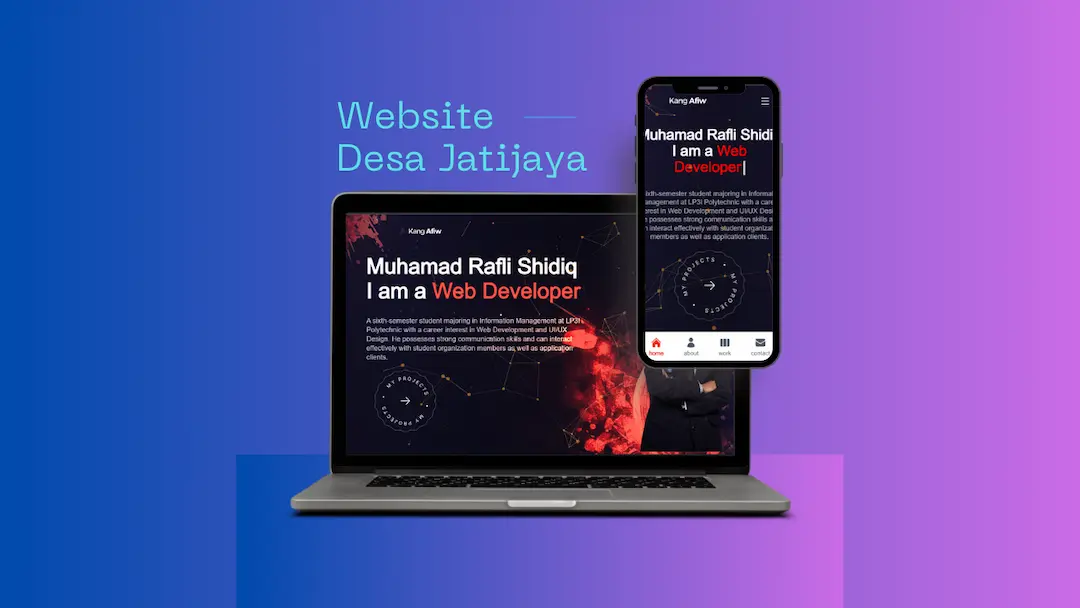 Website
Desa Jatijaya
Kang Afiw
Muhamad Rafli Shidiq
I am a Web Developer
A sixth-semester student majoring in Information Management at LP3I
Polytechnic with a career interest in Web Development and UI/UX
Design. He possesses strong communication skills and can interact
effectively with student organization members as well as application
clients.
MY PROJECTS
MY PROJECTS
Kang Afiw
Muhamad Rafli Shidi
I am a Web
Developer
ixth-semester student majoring in Informat
anagement at LP3I Polytechnic with a care
erest in Web Development and UI/UX Desi
possesses strong communication skills a
n interact effectively with student organizat
members as well as application clients.
MY PROJECTS
MY PROJECTS
home
about
work
contact